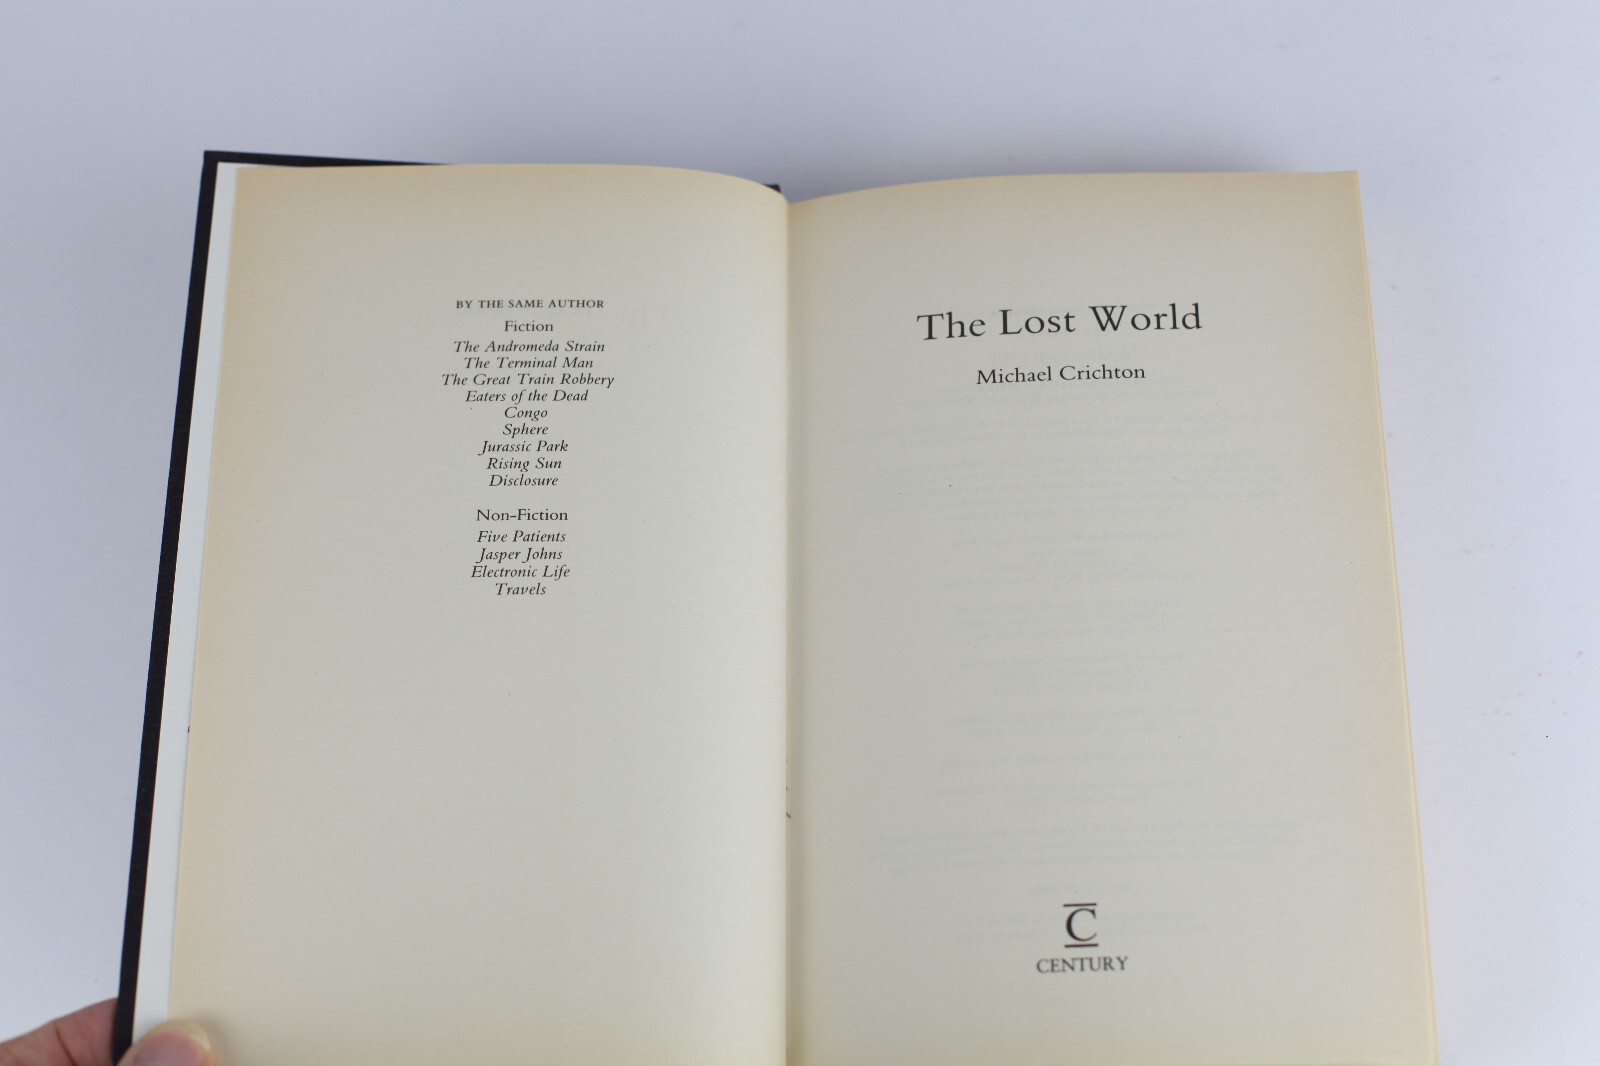 BY THE SAME AUTHOR
Fiction
The Andromeda Strain
The Terminal Man
The Great Train Robbery
Eaters of the Dead
Congo
Sphere
Jurassic Park
Rising Sun
Disclosure
Non-Fiction
Five Patients
Jasper Johns
Electronic Life
Travels
The Lost World
Michael Crichton
C
CENTURY